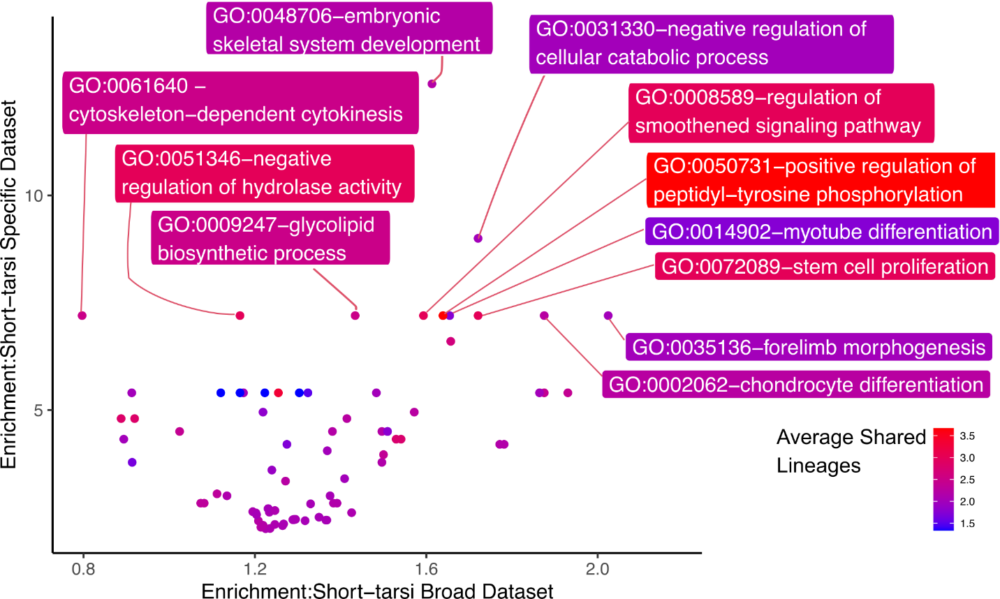 GO:0048706−embryonic
skeletal system development
GO:0031330−negative regulation of
cellular catabolic process
GO:0061640 −
cytoskeleton−dependent cytokinesis
GO:0008589−regulation of
smoothened signaling pathway
GO:0051346−negative
regulation of hydrolase activity
GO:0050731−positive regulation of
peptidyl−tyrosine phosphorylation
GO:0009247−glycolipid
biosynthetic process
GO:0014902−myotube differentiation
GO:0072089−stem cell proliferation
GO:0035136−forelimb morphogenesis
GO:0002062−chondrocyte differentiation
Enrichment:Short−tarsi Specific Dataset
10
5
0.8
1.2
1.6
2.0
Enrichment:Short−tarsi Broad Dataset
Average Shared
Lineages
3.5
3.0
2.5
2.0
1.5